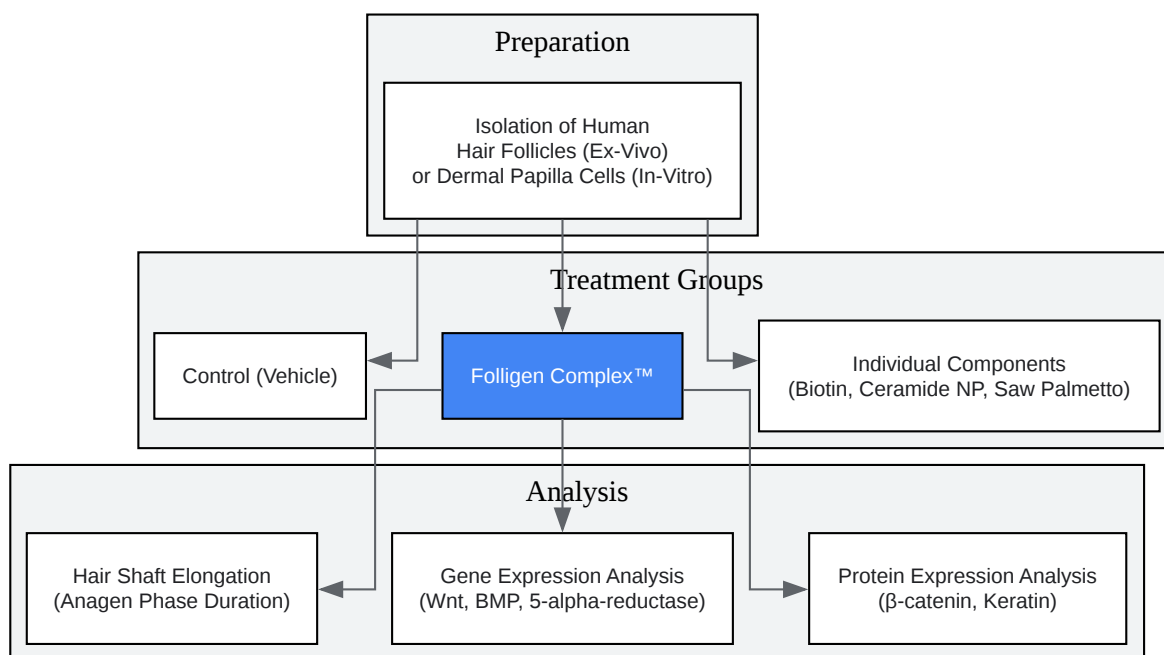 Preparation
Isolation of Human
Hair Follicles (Ex-Vivo)
or Dermal Papilla Cells (In-Vitro)
Treatment Groups
Control (Vehicle)
Folligen Complex™
Individual Components
(Biotin, Ceramide NP, Saw Palmetto)
Analysis
Hair Shaft Elongation
(Anagen Phase Duration)
Gene Expression Analysis
(Wnt, BMP, 5-alpha-reductase)
Protein Expression Analysis
(β-catenin, Keratin)